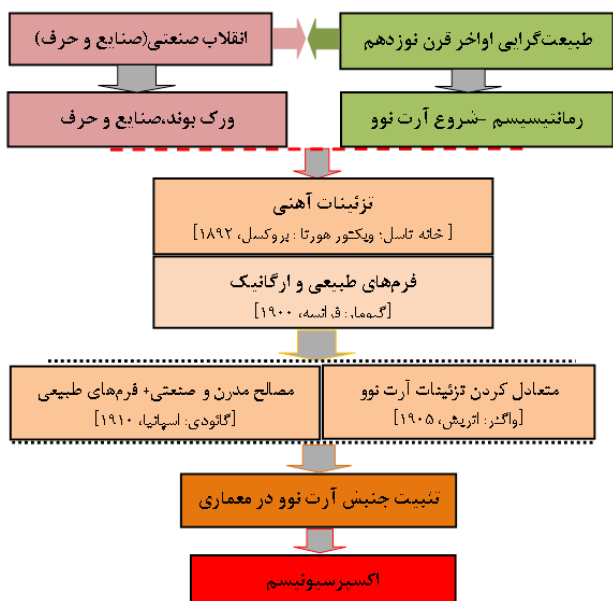 طبیعت‌گرایی اواخر قرن نوزدهم
انقلاب صنعتی(صنایع و حرف)
رمانتیسیسم -شروع آرت نوو
ورک بوند،صنایع و حرف
تزئینات آهنی
[خانه تاسل؛ ویکتور هورتا : بروکسل، ۱۸۹۲]
فرم‌های طبیعی و ارگانیک
[گیومار: فرانسه، ۱۹۰۰]
متعادل کردن تزئینات آرت نوو
[واگنر: اتریش، ۱۹۰۵]
مصالح مدرن و صنعتی+ فرم‌های طبیعی
[گائودی: اسپانیا، ۱۹۱۰]
تثبیت جنبش آرت نوو در معماری
اکسپرسیونیسم